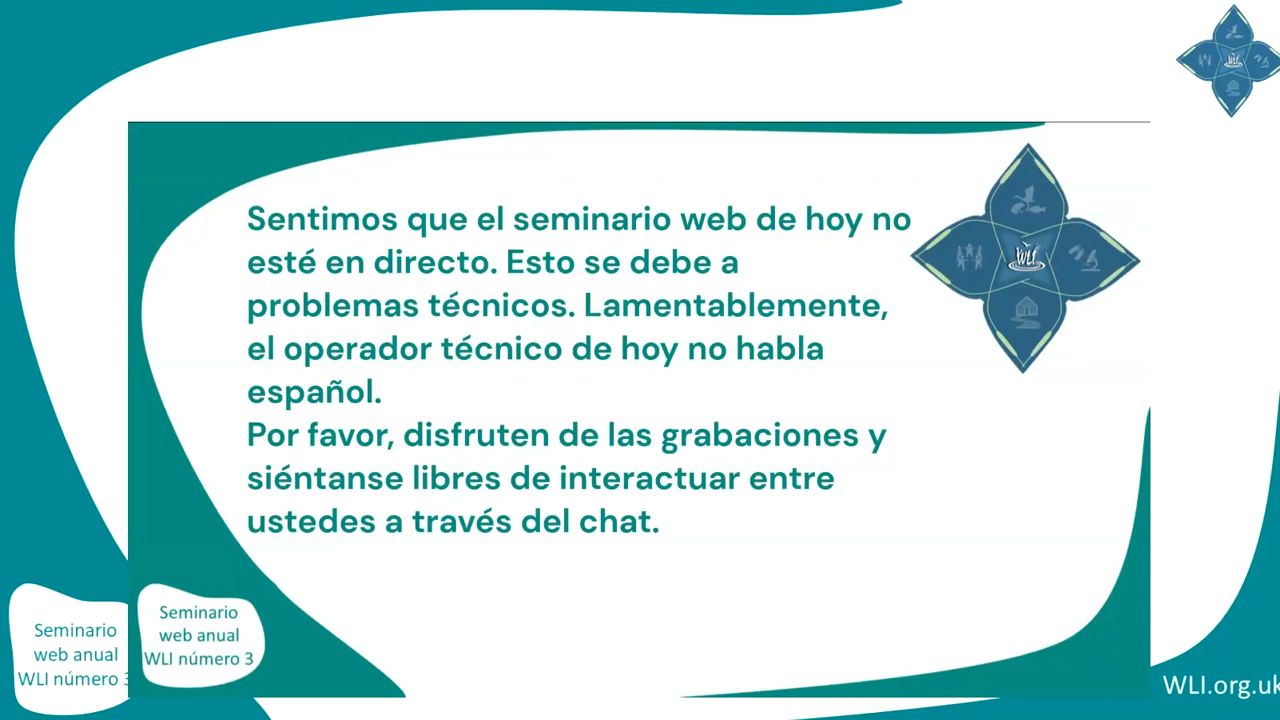 WLI
Sentimos que el seminario web de hoy no
esté en directo. Esto se debe a
problemas técnicos. Lamentablemente,
el operador técnico de hoy no habla
español.
Por favor, disfruten de las grabaciones y
siéntanse libres de interactuar entre
ustedes a través del chat.
WLI
Seminario
web anual
WLI número 3
Seminario
web anual
WLI número 3
WLI.org.uk